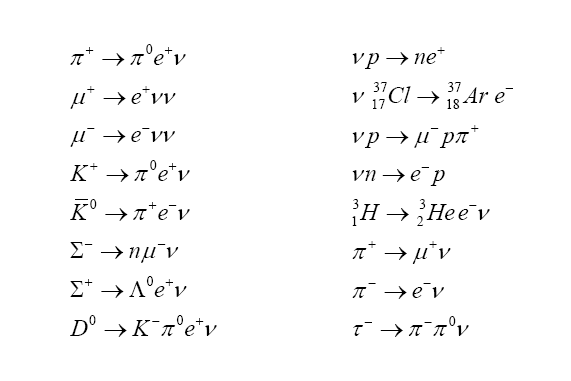 π⁺ → π⁰e⁺ν
μ⁺ → e⁺νν
μ⁻ → e⁻νν
K⁺ → π⁰e⁺ν
K̅⁰ → π⁺e⁻ν
Σ⁻ → nμ⁻ν
Σ⁺ → Λ⁰e⁺ν
D⁰ → K⁻π⁰e⁺ν
νp → ne⁺
ν ³⁷₁₇Cl → ³⁷₁₈Ar e⁻
νp → μ⁻pπ⁺
νn → e⁻p
³₁H → ³₂He e⁻ν
π⁺ → μ⁺ν
π⁻ → e⁻ν
τ⁻ → π⁻π⁰ν